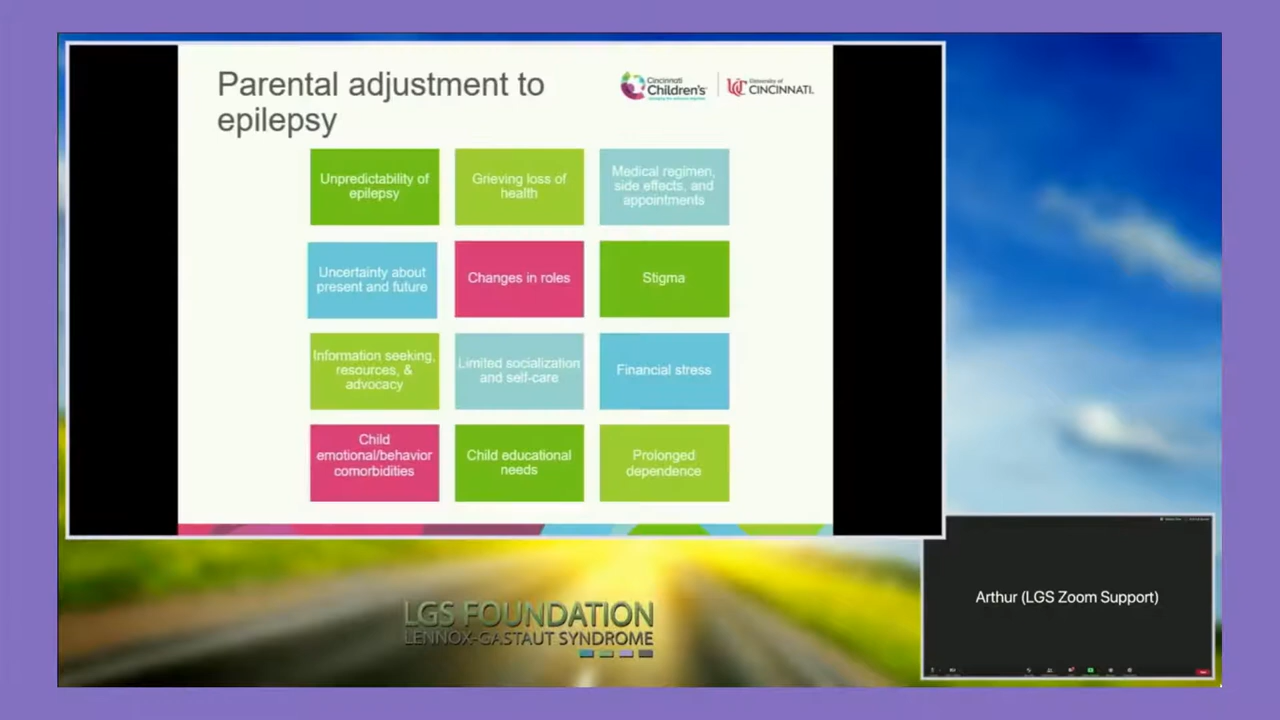 Parental adjustment to
epilepsy
Cincinnati
Children's
University of
CINCINNATI.
Unpredictability of
epilepsy
Grieving loss of
health
Medical regimen,
side effects, and
appointments
Uncertainty about
present and future
Changes in roles
Stigma
Information seeking,
resources, &
advocacy
Limited socialization
and self-care
Financial stress
Child
emotional/behavior
comorbidities
Child educational
needs
Prolonged
dependence
LGS FOUNDATION
LENNOX-GASTAUT SYNDROME
Arthur (LGS Zoom Support)